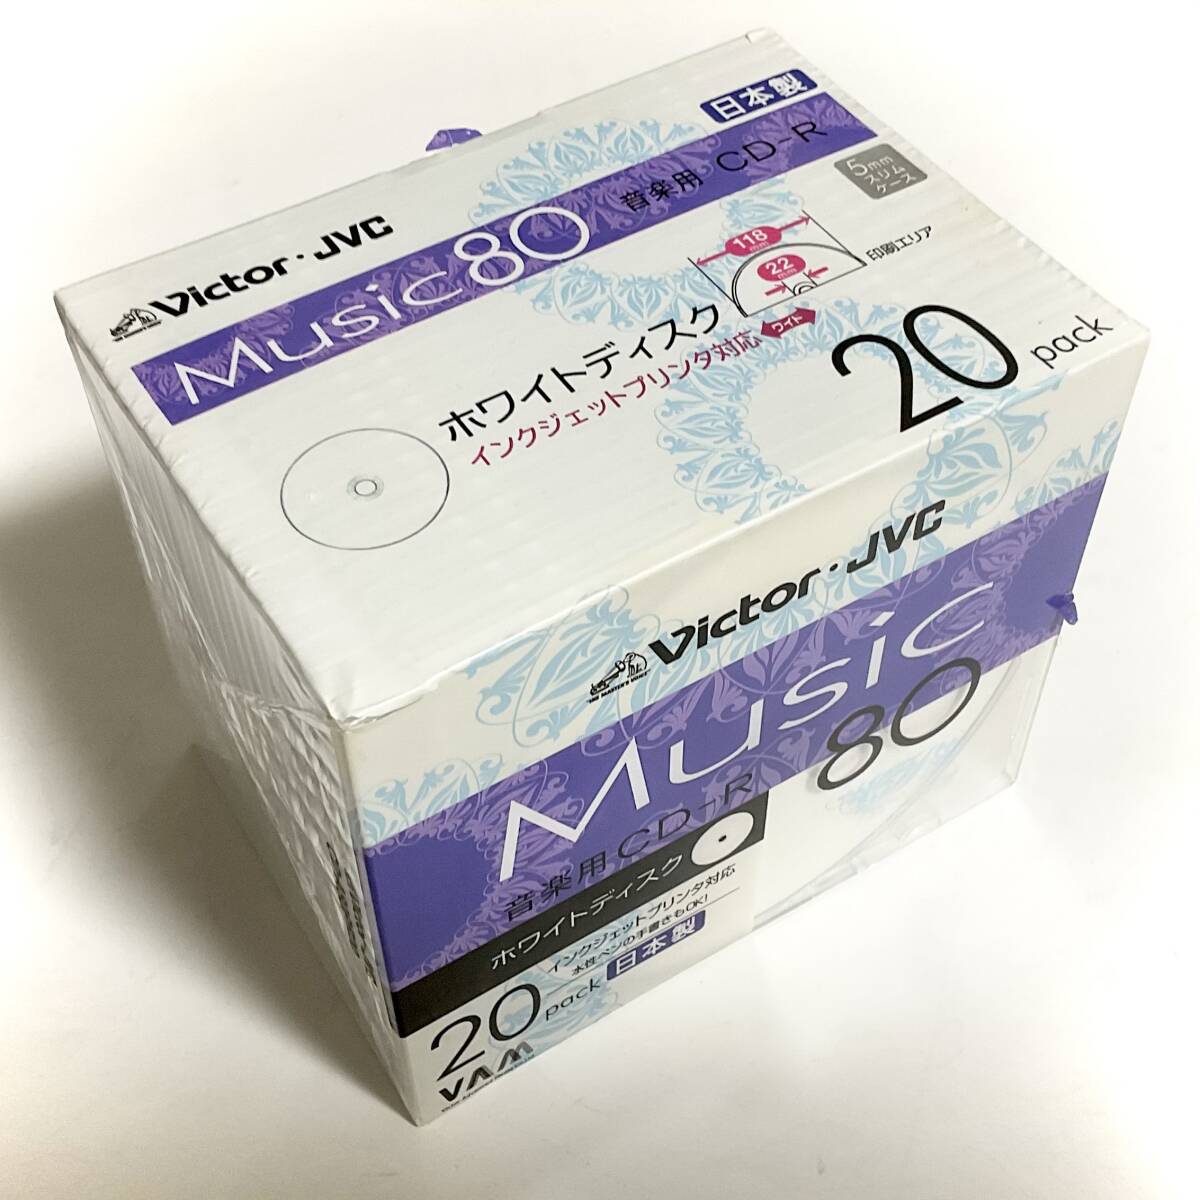 日本製
Victor・JVC
Music80 音楽用 CD-R
5mm
スリム
ケース
118
mm
22
mm
印刷エリア
ホワイトディスク
インクジェットプリンタ対応 ワイド
20 pack
Victor・JVC
"HIS MASTER'S VOICE"
Music
音楽用 CD-R 80
ホワイトディスク
インクジェットプリンタ対応
水性ペンの手書きもOK!
20 pack 日本製
VAM